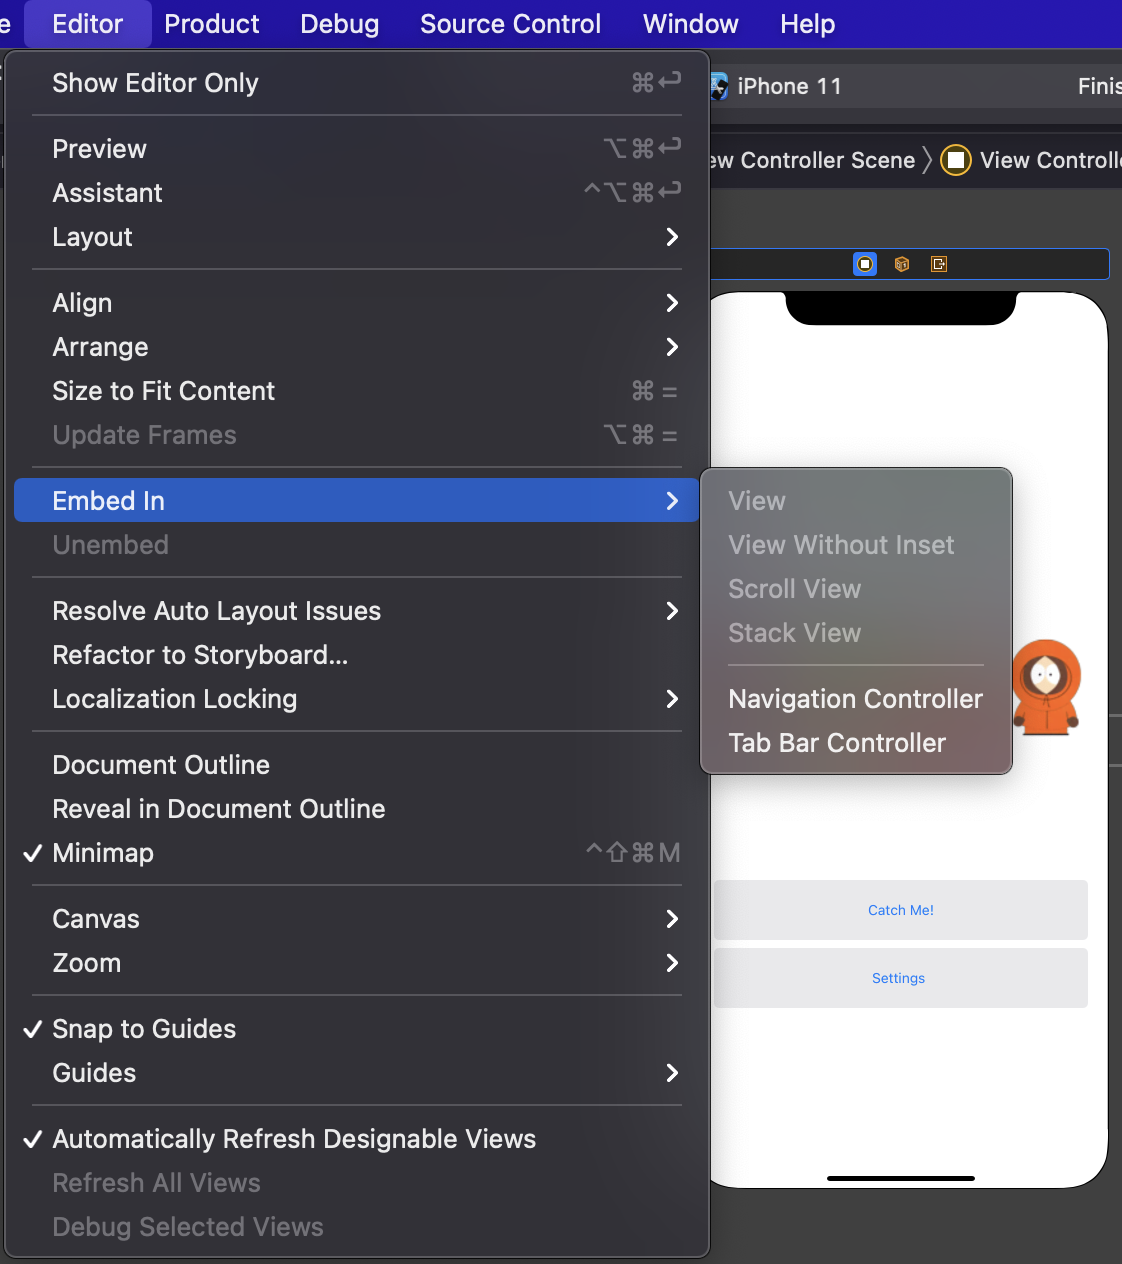 Editor Product Debug Source Control Window Help
Show Editor Only ⌘↩
iPhone 11
Preview ⌥⌘↩
Controller Scene
Assistant ^⌥⌘↩
Layout
Align
Arrange
Size to Fit Content ⌘ =
Update Frames ⌥⌘ =
Embed In
Unembed
Resolve Auto Layout Issues
Refactor to Storyboard...
Localization Locking
Document Outline
Reveal in Document Outline
Minimap ^⇧⌘M
Canvas
Zoom
Snap to Guides
Guides
Automatically Refresh Designable Views
Refresh All Views
Debug Selected Views
View
View Without Inset
Scroll View
Stack View
Navigation Controller
Tab Bar Controller
Catch Me!
Settings